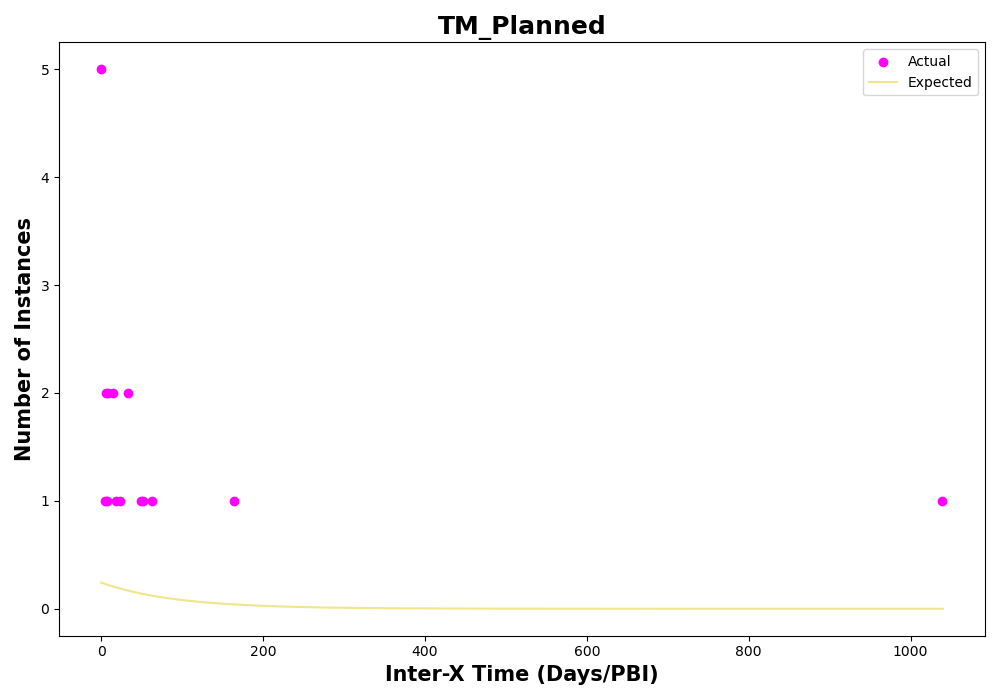 TM_Planned
Actual
Expected
5
4
3
2
1
0
Number of Instances
0
200
400
600
800
1000
Inter-X Time (Days/PBI)